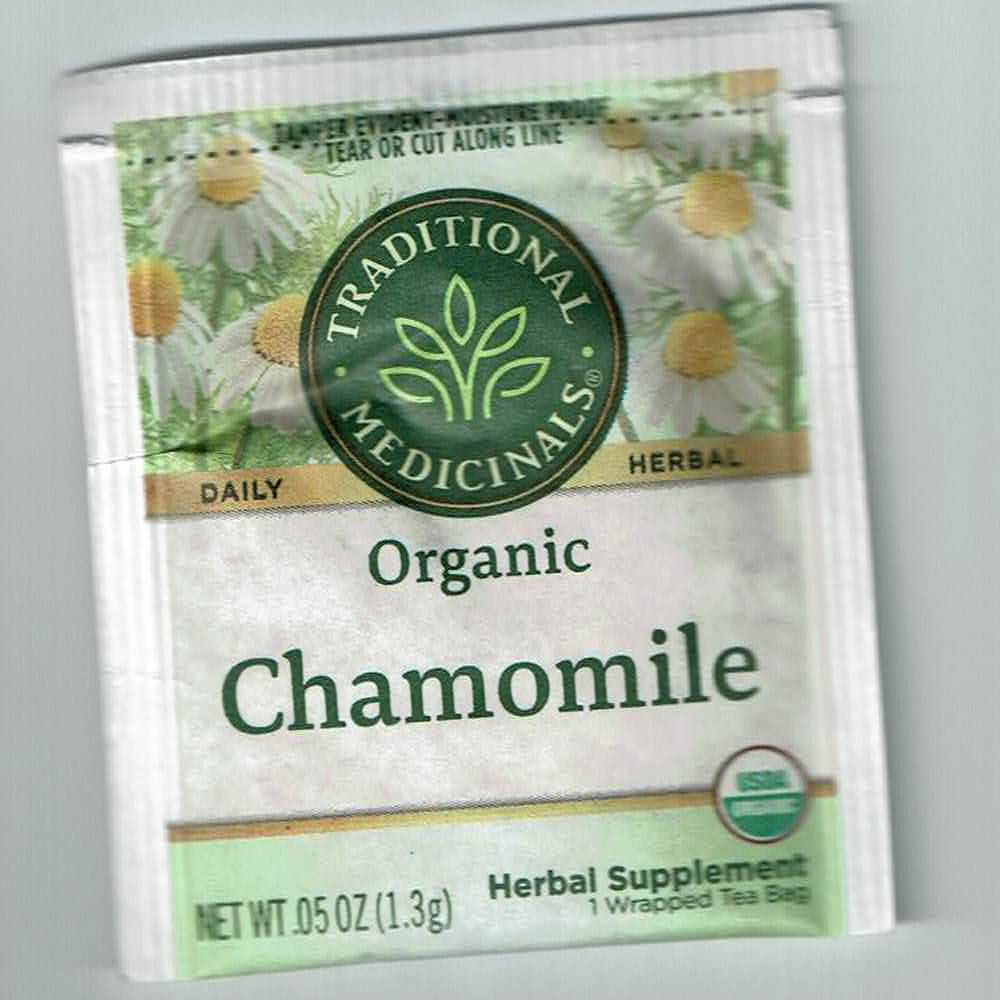 TAMPER EVIDENT-MOISTURE PROOF
TEAR OR CUT ALONG LINE
TRADITIONAL
MEDICINALS®
DAILY
HERBAL
Organic
Chamomile
USDA
ORGANIC
Herbal Supplement
NET WT .05 OZ (1.3g)
1 Wrapped Tea Bag